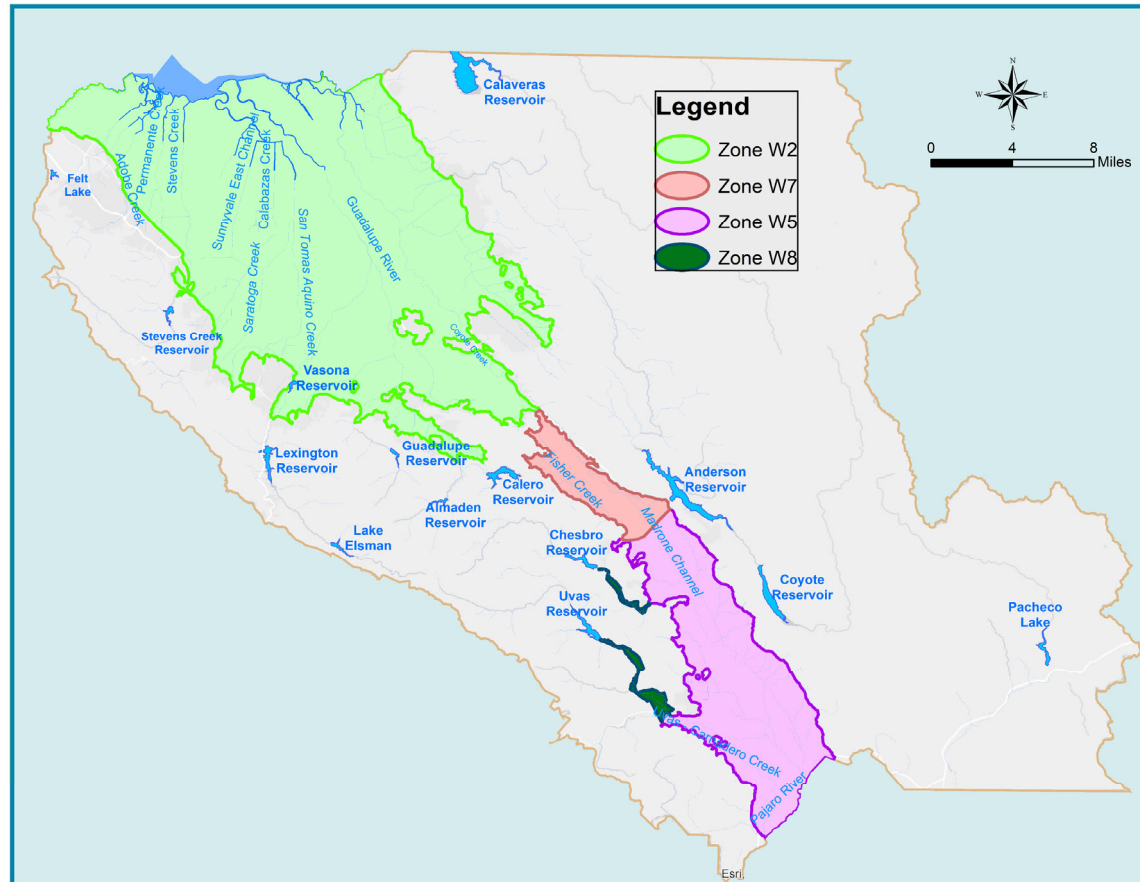 Calaveras
Reservoir
N
W
E
S
0
4
8
Miles
Legend
Zone W2
Zone W7
Zone W5
Zone W8
Felt
Lake
Adobe Creek
Permanente Creek
Stevens Creek
Sunnyvale East Channel
Calabazas Creek
Saratoga Creek
San Tomas Aquino Creek
Guadalupe River
Coyote Creek
Stevens Creek
Reservoir
Vasona
Reservoir
Lexington
Reservoir
Guadalupe
Reservoir
Almaden
Reservoir
Calero
Reservoir
Fisher Creek
Anderson
Reservoir
Lake
Elsman
Chesbro
Reservoir
Madrone Channel
Uvas
Reservoir
Coyote
Reservoir
Pacheco
Lake
Creek
Pajaro River
Esri,